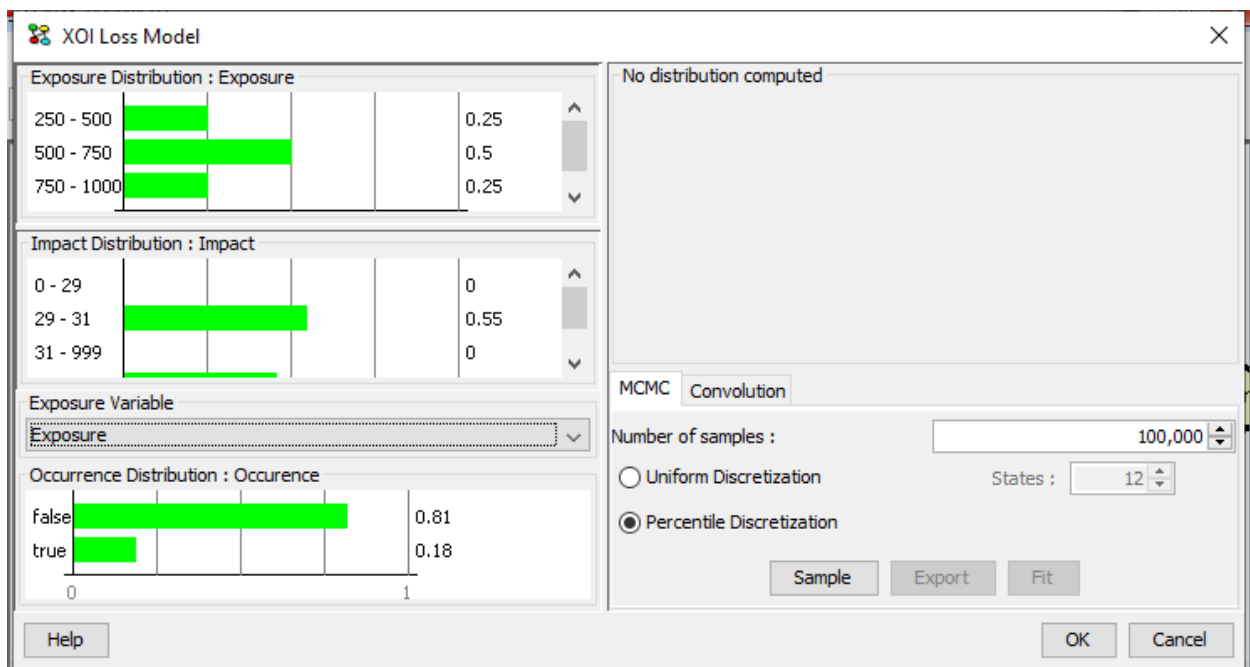 XOI Loss Model
Exposure Distribution : Exposure
250 - 500 0.25
500 - 750 0.5
750 - 1000 0.25
Impact Distribution : Impact
0 - 29 0
29 - 31 0.55
31 - 999 0
Exposure Variable
Exposure
Occurrence Distribution : Occurence
false 0.81
true 0.18
0 1
No distribution computed
MCMC Convolution
Number of samples : 100,000
Uniform Discretization States : 12
Percentile Discretization
Sample Export Fit
Help OK Cancel